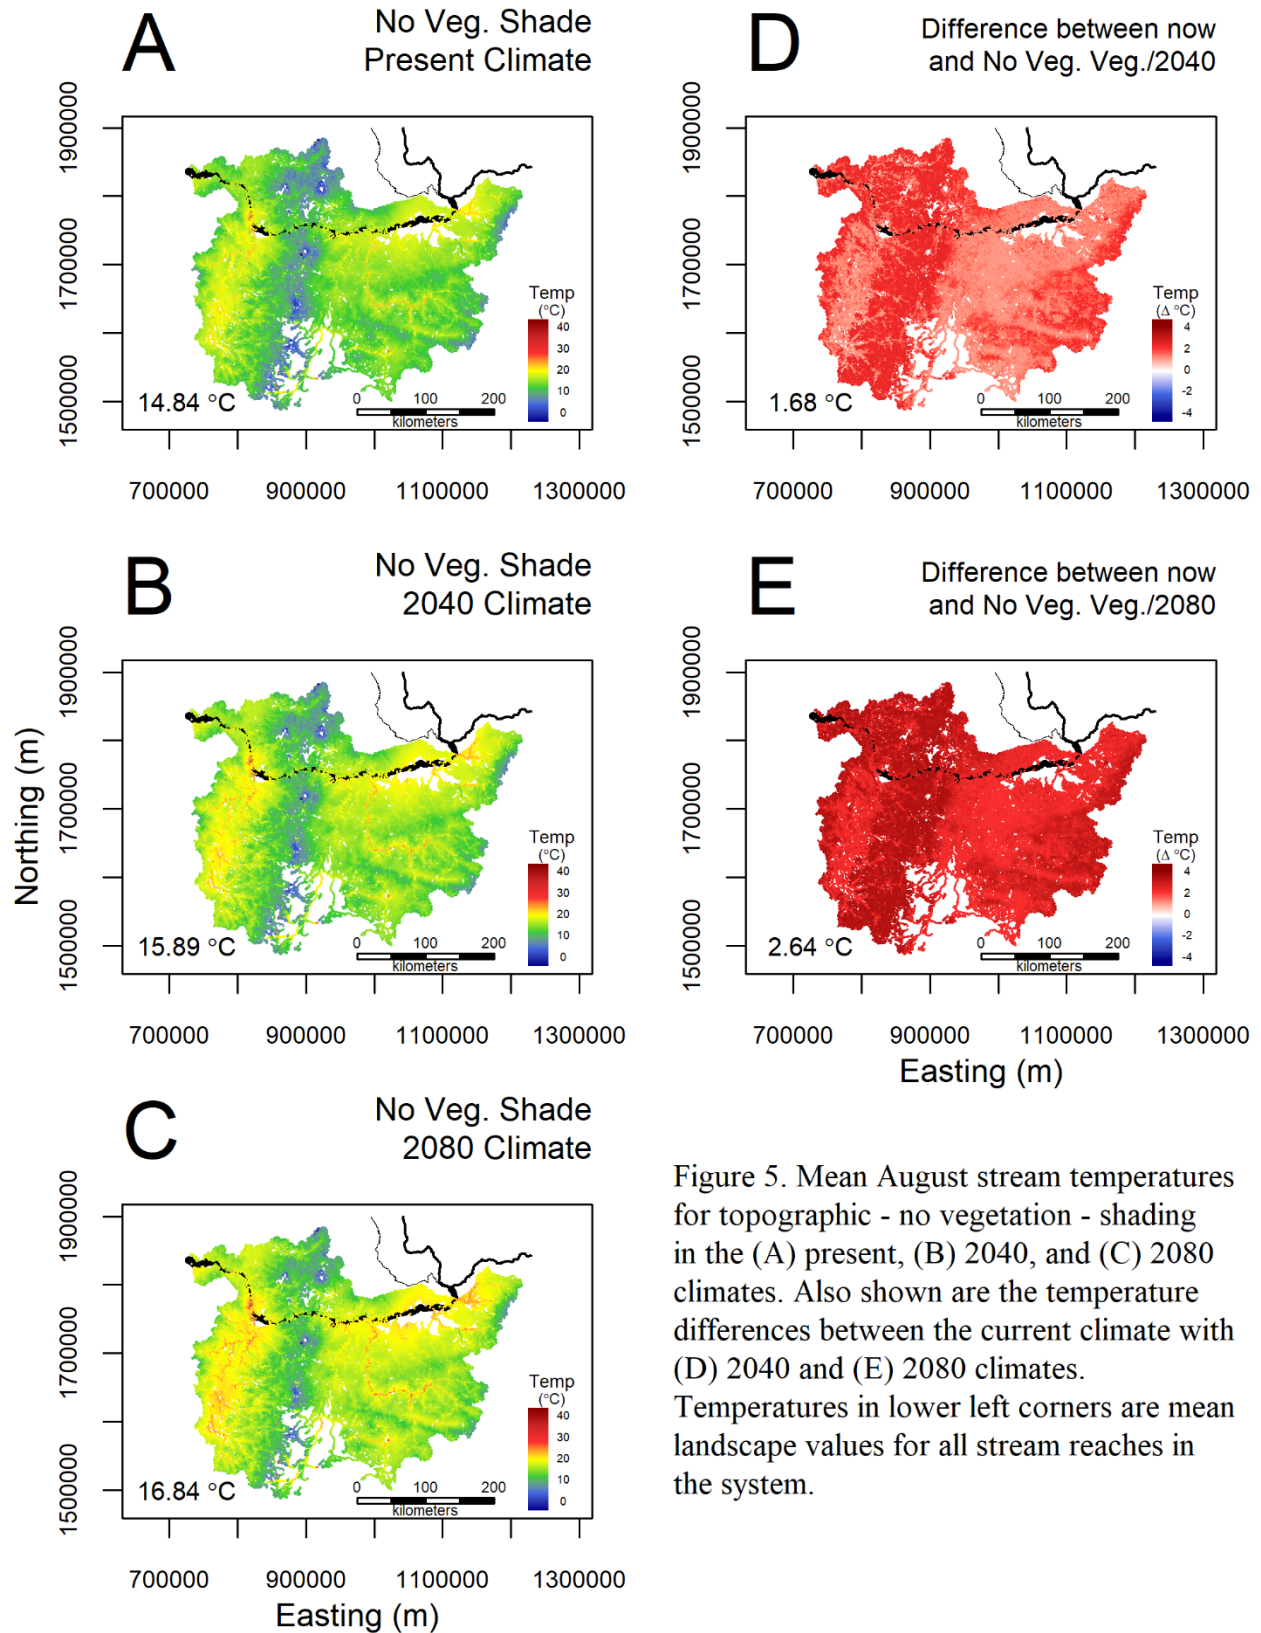 A
No Veg. Shade
Present Climate
1900000
1700000
1500000
Temp
(°C)
40
30
20
10
0
14.84 °C
0 100 200
kilometers
700000 900000 1100000 1300000
D
Difference between now
and No Veg. Veg./2040
1900000
1700000
1500000
Temp
(Δ °C)
4
2
0
-2
-4
1.68 °C
0 100 200
kilometers
700000 900000 1100000 1300000
B
No Veg. Shade
2040 Climate
Northing (m)
1900000
1700000
1500000
Temp
(°C)
40
30
20
10
0
15.89 °C
0 100 200
kilometers
700000 900000 1100000 1300000
E
Difference between now
and No Veg. Veg./2080
1900000
1700000
1500000
Temp
(Δ °C)
4
2
0
-2
-4
2.64 °C
0 100 200
kilometers
700000 900000 1100000 1300000
Easting (m)
C
No Veg. Shade
2080 Climate
1900000
1700000
1500000
Temp
(°C)
40
30
20
10
0
16.84 °C
0 100 200
kilometers
700000 900000 1100000 1300000
Easting (m)
Figure 5. Mean August stream temperatures
for topographic - no vegetation - shading
in the (A) present, (B) 2040, and (C) 2080
climates. Also shown are the temperature
differences between the current climate with
(D) 2040 and (E) 2080 climates.
Temperatures in lower left corners are mean
landscape values for all stream reaches in
the system.